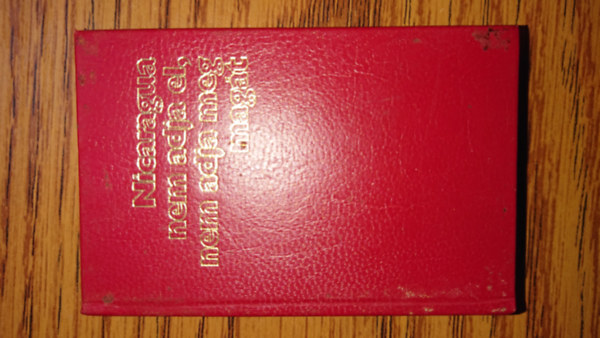 Nicaragua
nem adja el,
nem adja meg
magát